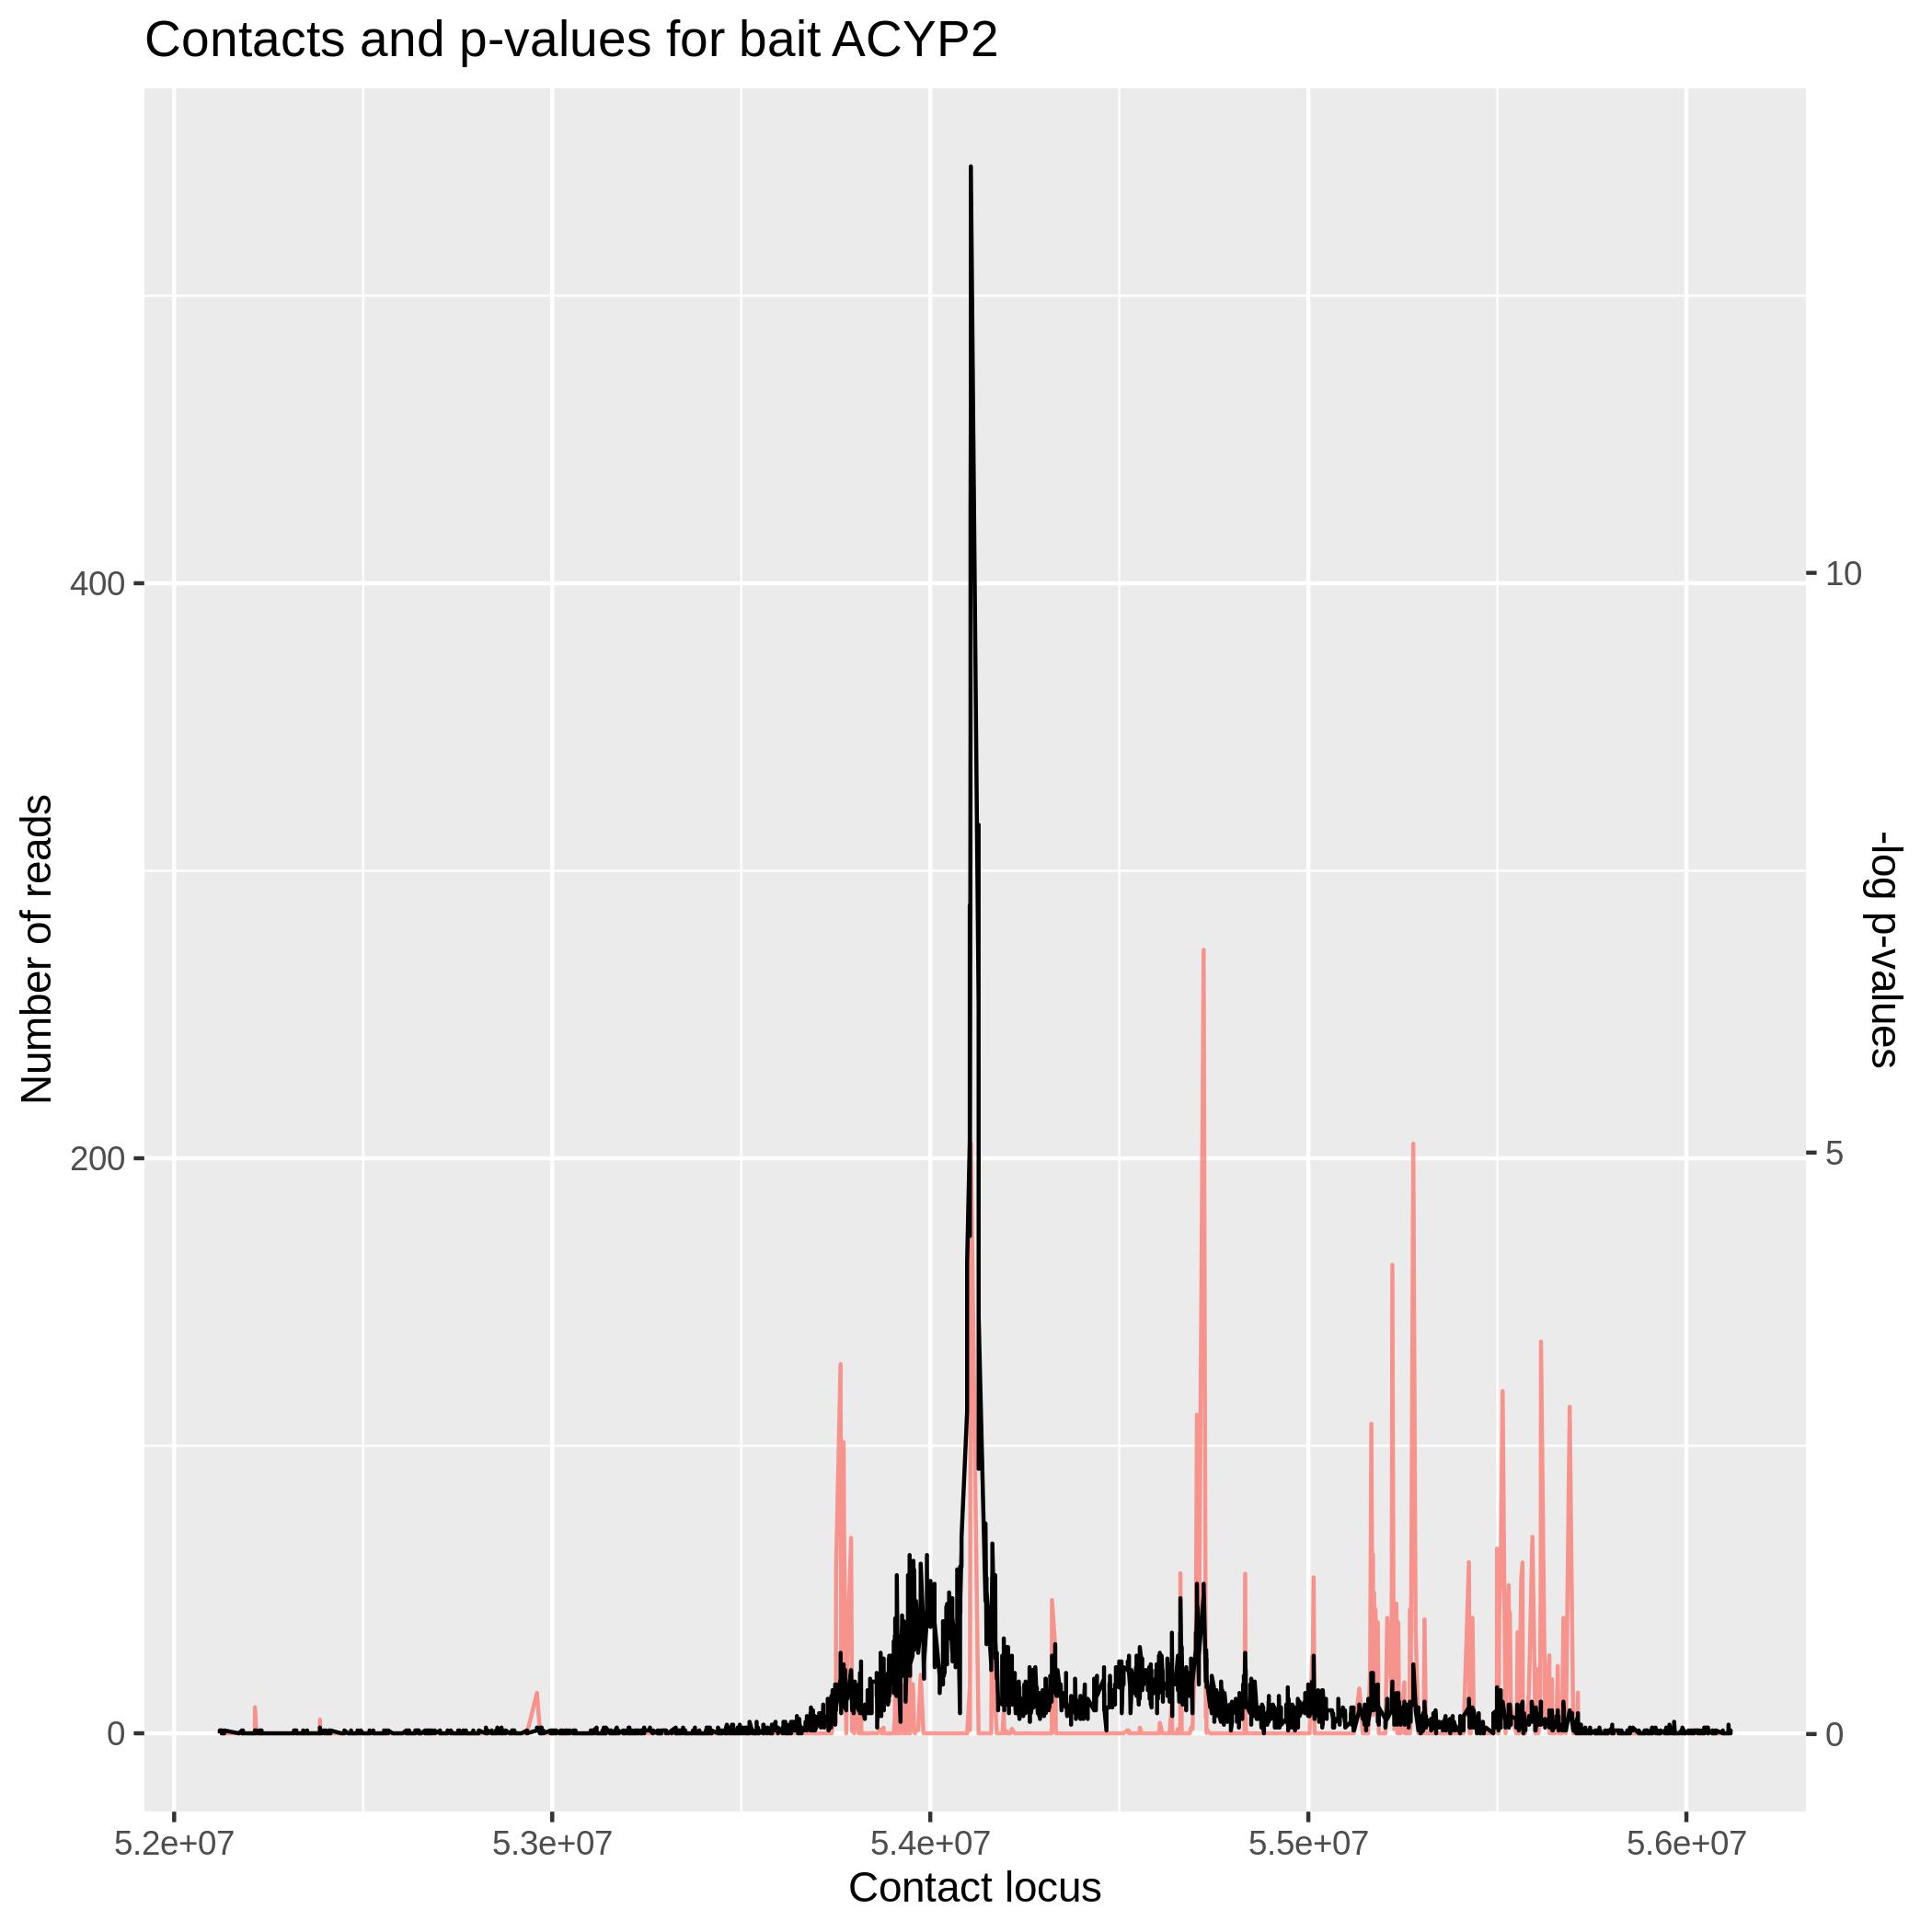 Contacts and p-values for bait ACYP2
Number of reads
400
200
0
10
5
0
-log p-values
5.2e+07 5.3e+07 5.4e+07 5.5e+07 5.6e+07
Contact locus